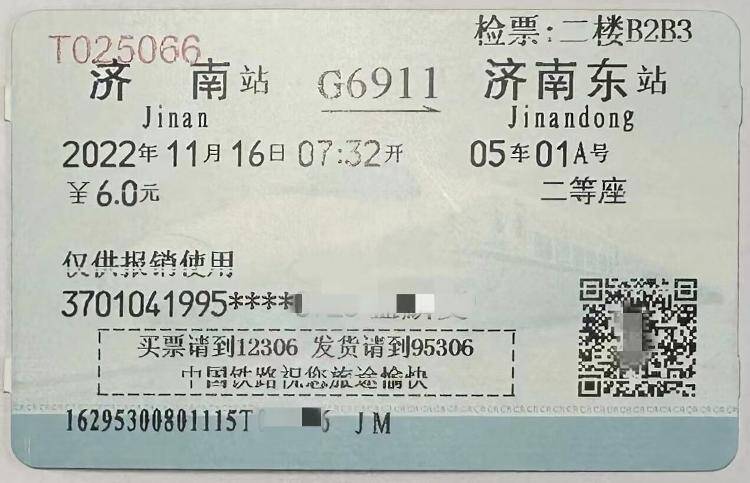 T025066
检票:二楼B2B3
济南站 G6911 济南东站
Jinan Jinandong
2022年11月16日07:32开 05车01A号
¥6.0元 二等座
仅供报销使用
3701041995****
买票请到12306 发货请到95306
中国铁路祝您旅途愉快
16295300801115T 6 JM